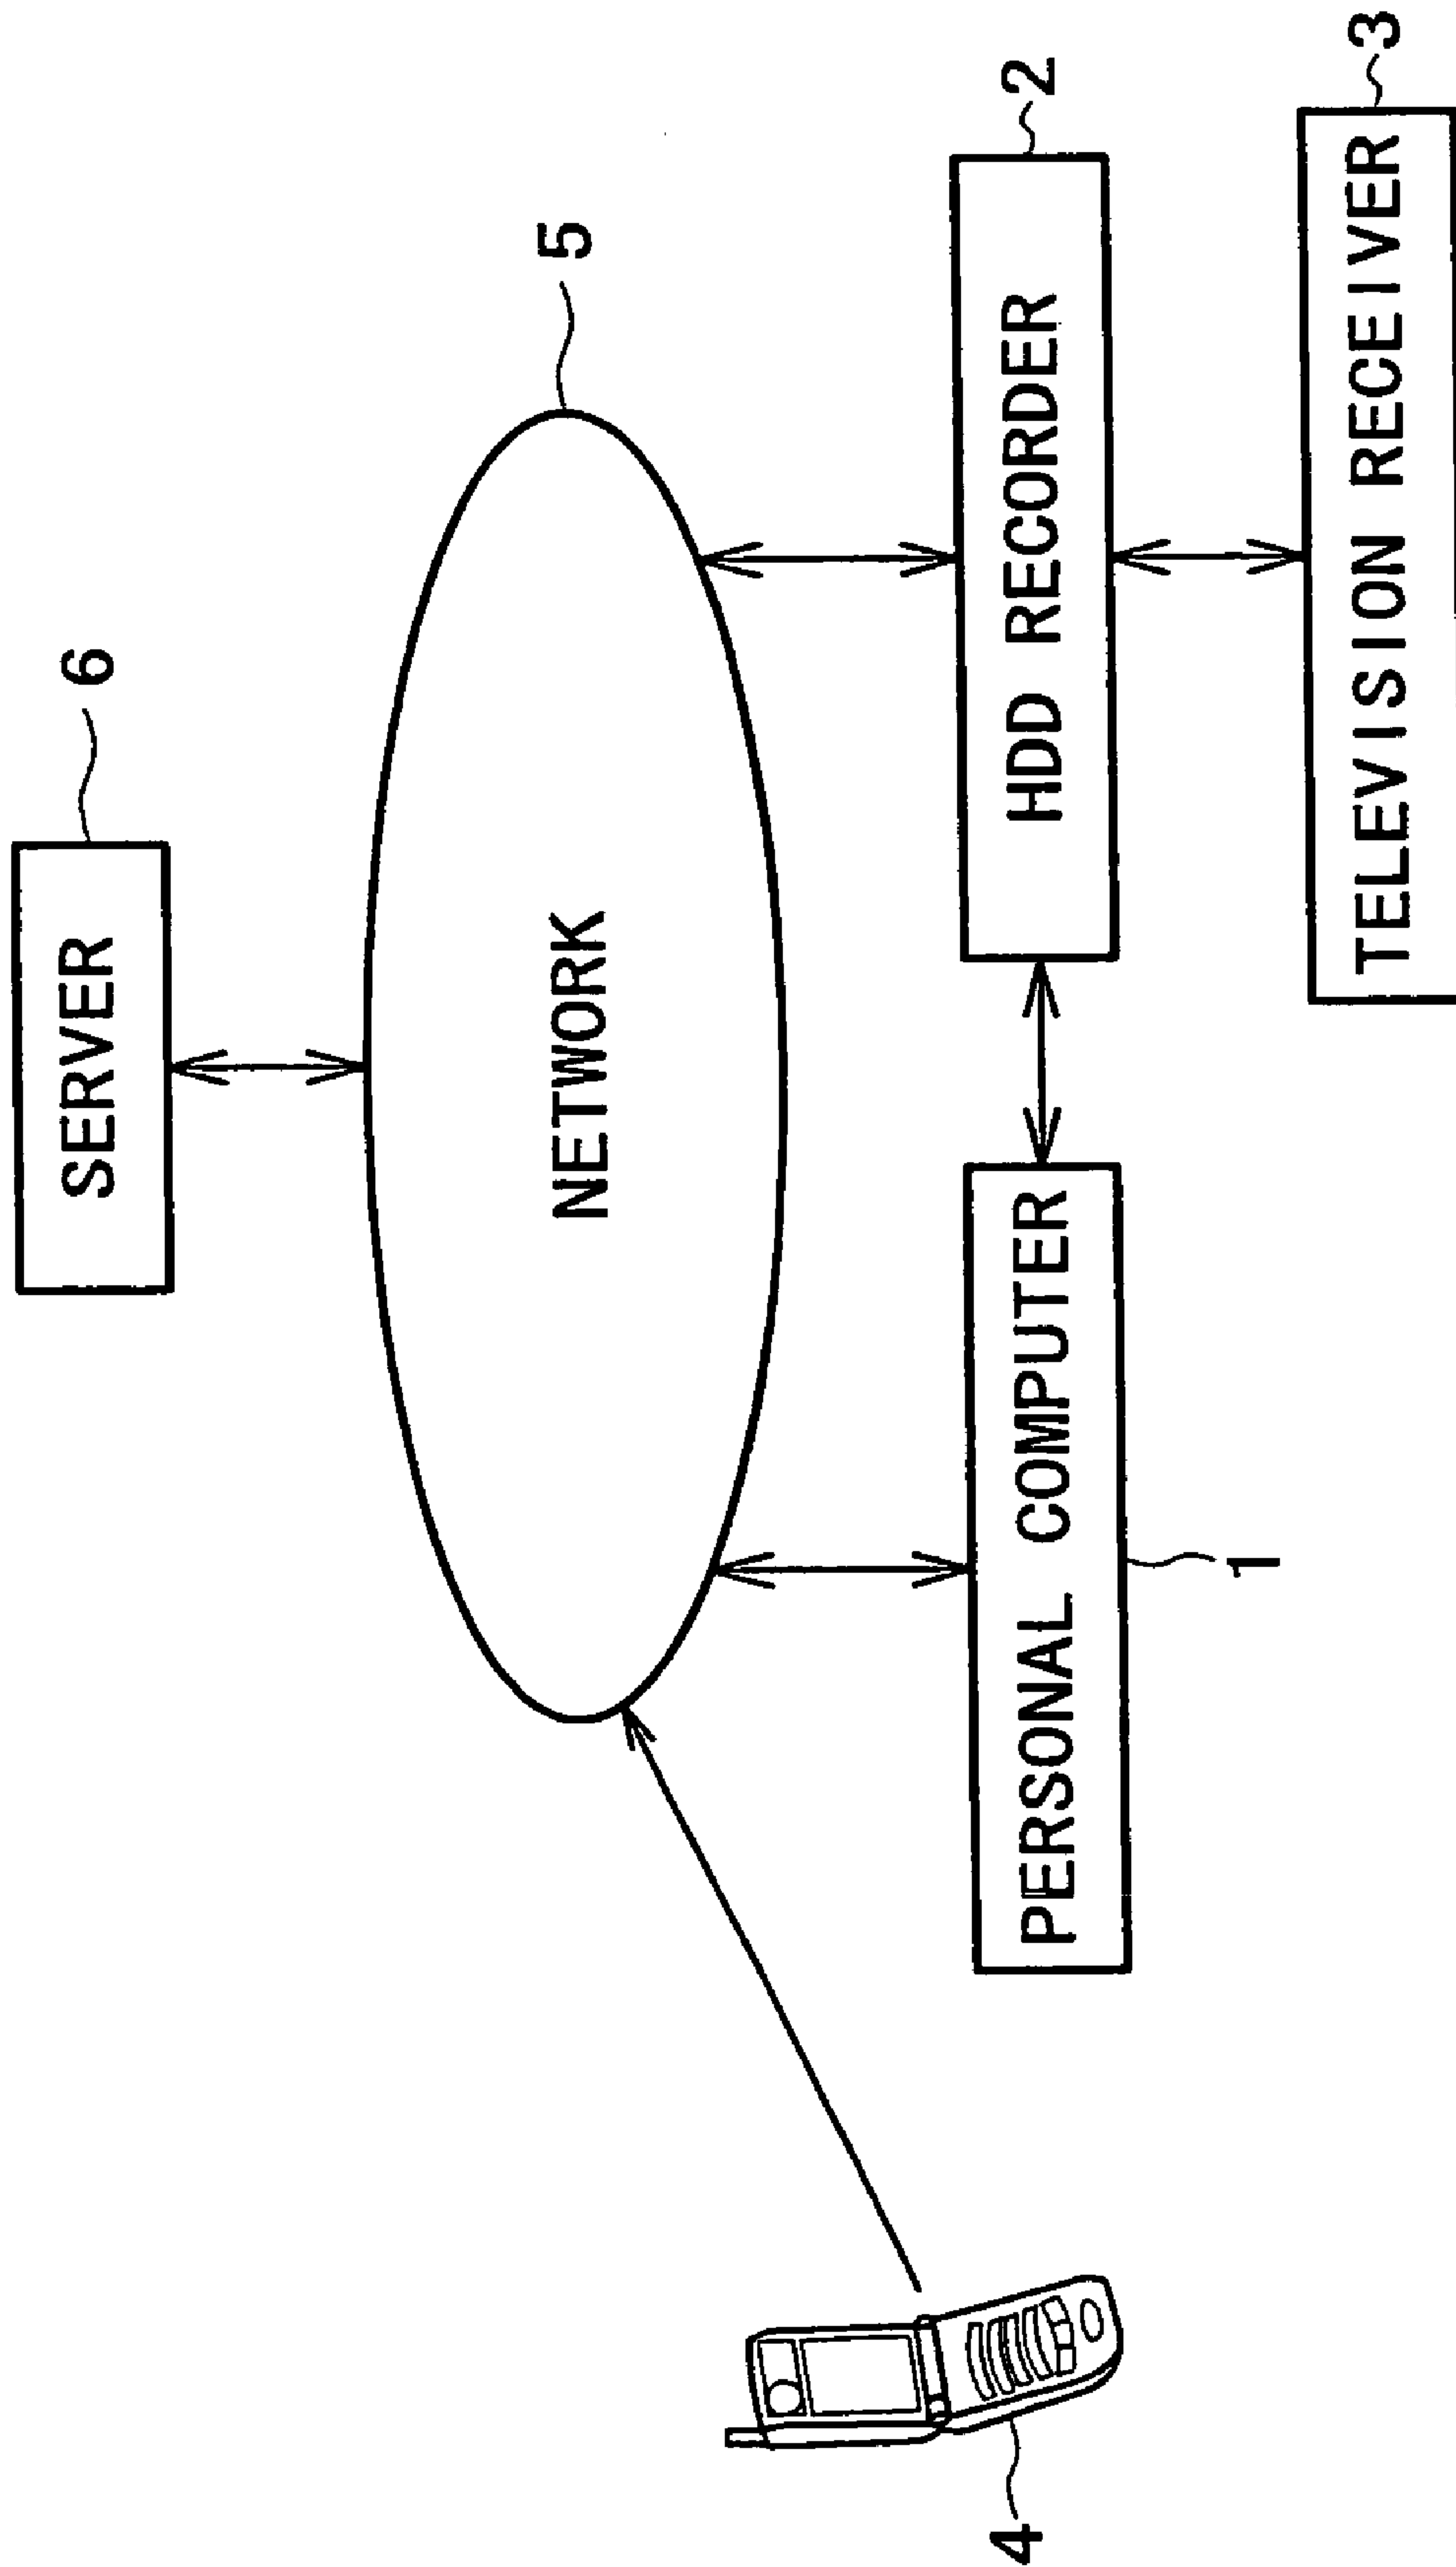 SERVER
6
NETWORK
5
PERSONAL COMPUTER
1
HDD RECORDER
2
TELEVISION RECEIVER
3
4